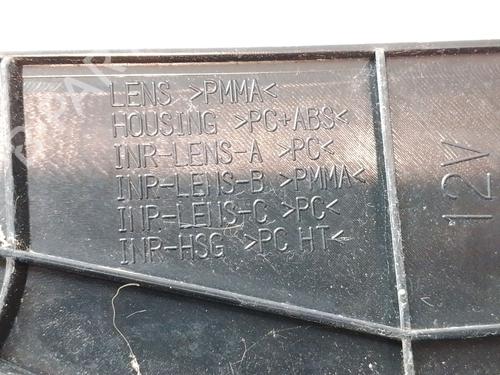 LENS >PMMA<
HOUSING >PC+ABS<
INR-LENS-A >PC<
INR-LENS-B >PMMA<
INR-LENS-C >PC<
INR-HSG >PC HT<
12V